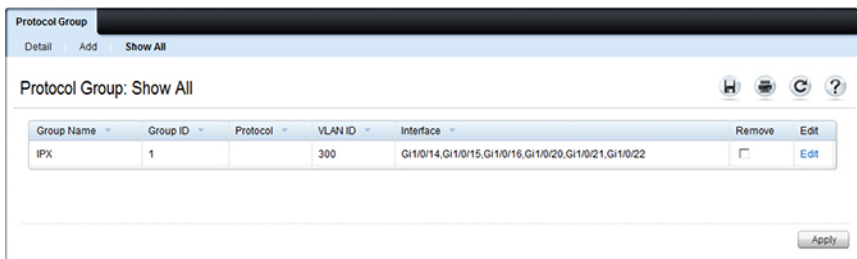 Protocol Group
Detail Add Show All
Protocol Group: Show All
?
Group Name Group ID Protocol VLAN ID Interface Remove Edit
IPX 1 300 Gi1/0/14,Gi1/0/15,Gi1/0/16,Gi1/0/20,Gi1/0/21,Gi1/0/22 Edit
Apply